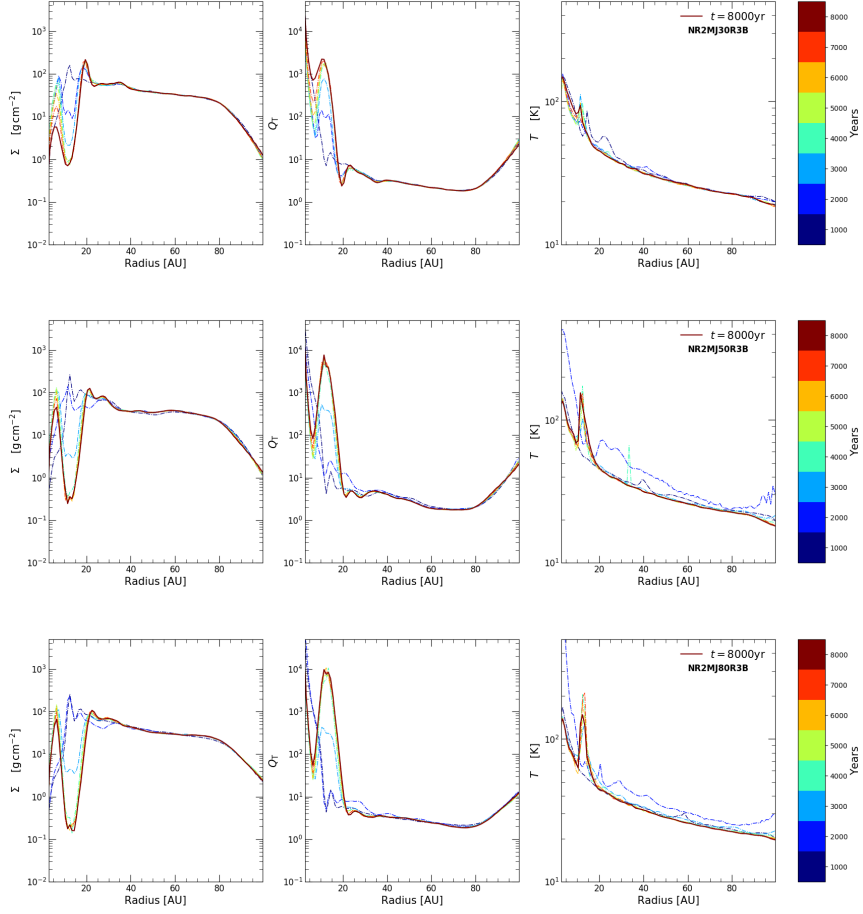 t = 8000yr
NR2MJ30R3B
10³
10²
10¹
10⁰
10⁻¹
10⁻²
Σ [g cm⁻²]
20 40 60 80
Radius [AU]
10⁴
10³
10²
10¹
10⁰
10⁻¹
Q_T
20 40 60 80
Radius [AU]
10²
10¹
T [K]
20 40 60 80
Radius [AU]
8000
7000
6000
5000
4000
3000
2000
1000
Years
t = 8000yr
NR2MJ50R3B
10³
10²
10¹
10⁰
10⁻¹
10⁻²
Σ [g cm⁻²]
20 40 60 80
Radius [AU]
10⁴
10³
10²
10¹
10⁰
10⁻¹
Q_T
20 40 60 80
Radius [AU]
10²
10¹
T [K]
20 40 60 80
Radius [AU]
8000
7000
6000
5000
4000
3000
2000
1000
Years
t = 8000yr
NR2MJ80R3B
10³
10²
10¹
10⁰
10⁻¹
10⁻²
Σ [g cm⁻²]
20 40 60 80
Radius [AU]
10⁴
10³
10²
10¹
10⁰
10⁻¹
Q_T
20 40 60 80
Radius [AU]
10²
10¹
T [K]
20 40 60 80
Radius [AU]
8000
7000
6000
5000
4000
3000
2000
1000
Years